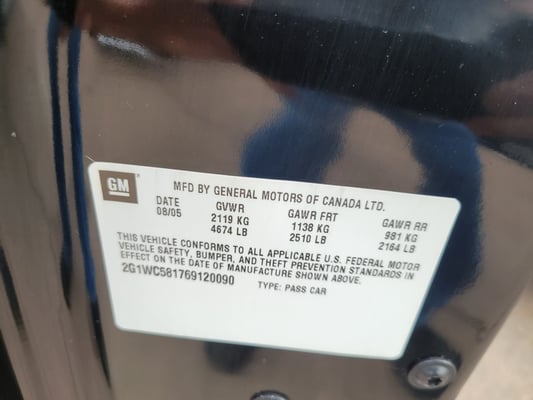 GM
MFD BY GENERAL MOTORS OF CANADA LTD.
DATE GVWR GAWR FRT GAWR RR
08/05 2119 KG 1138 KG 981 KG
4674 LB 2510 LB 2164 LB
THIS VEHICLE CONFORMS TO ALL APPLICABLE U.S. FEDERAL MOTOR
VEHICLE SAFETY, BUMPER, AND THEFT PREVENTION STANDARDS IN
EFFECT ON THE DATE OF MANUFACTURE SHOWN ABOVE.
2G1WC581769120090 TYPE: PASS CAR